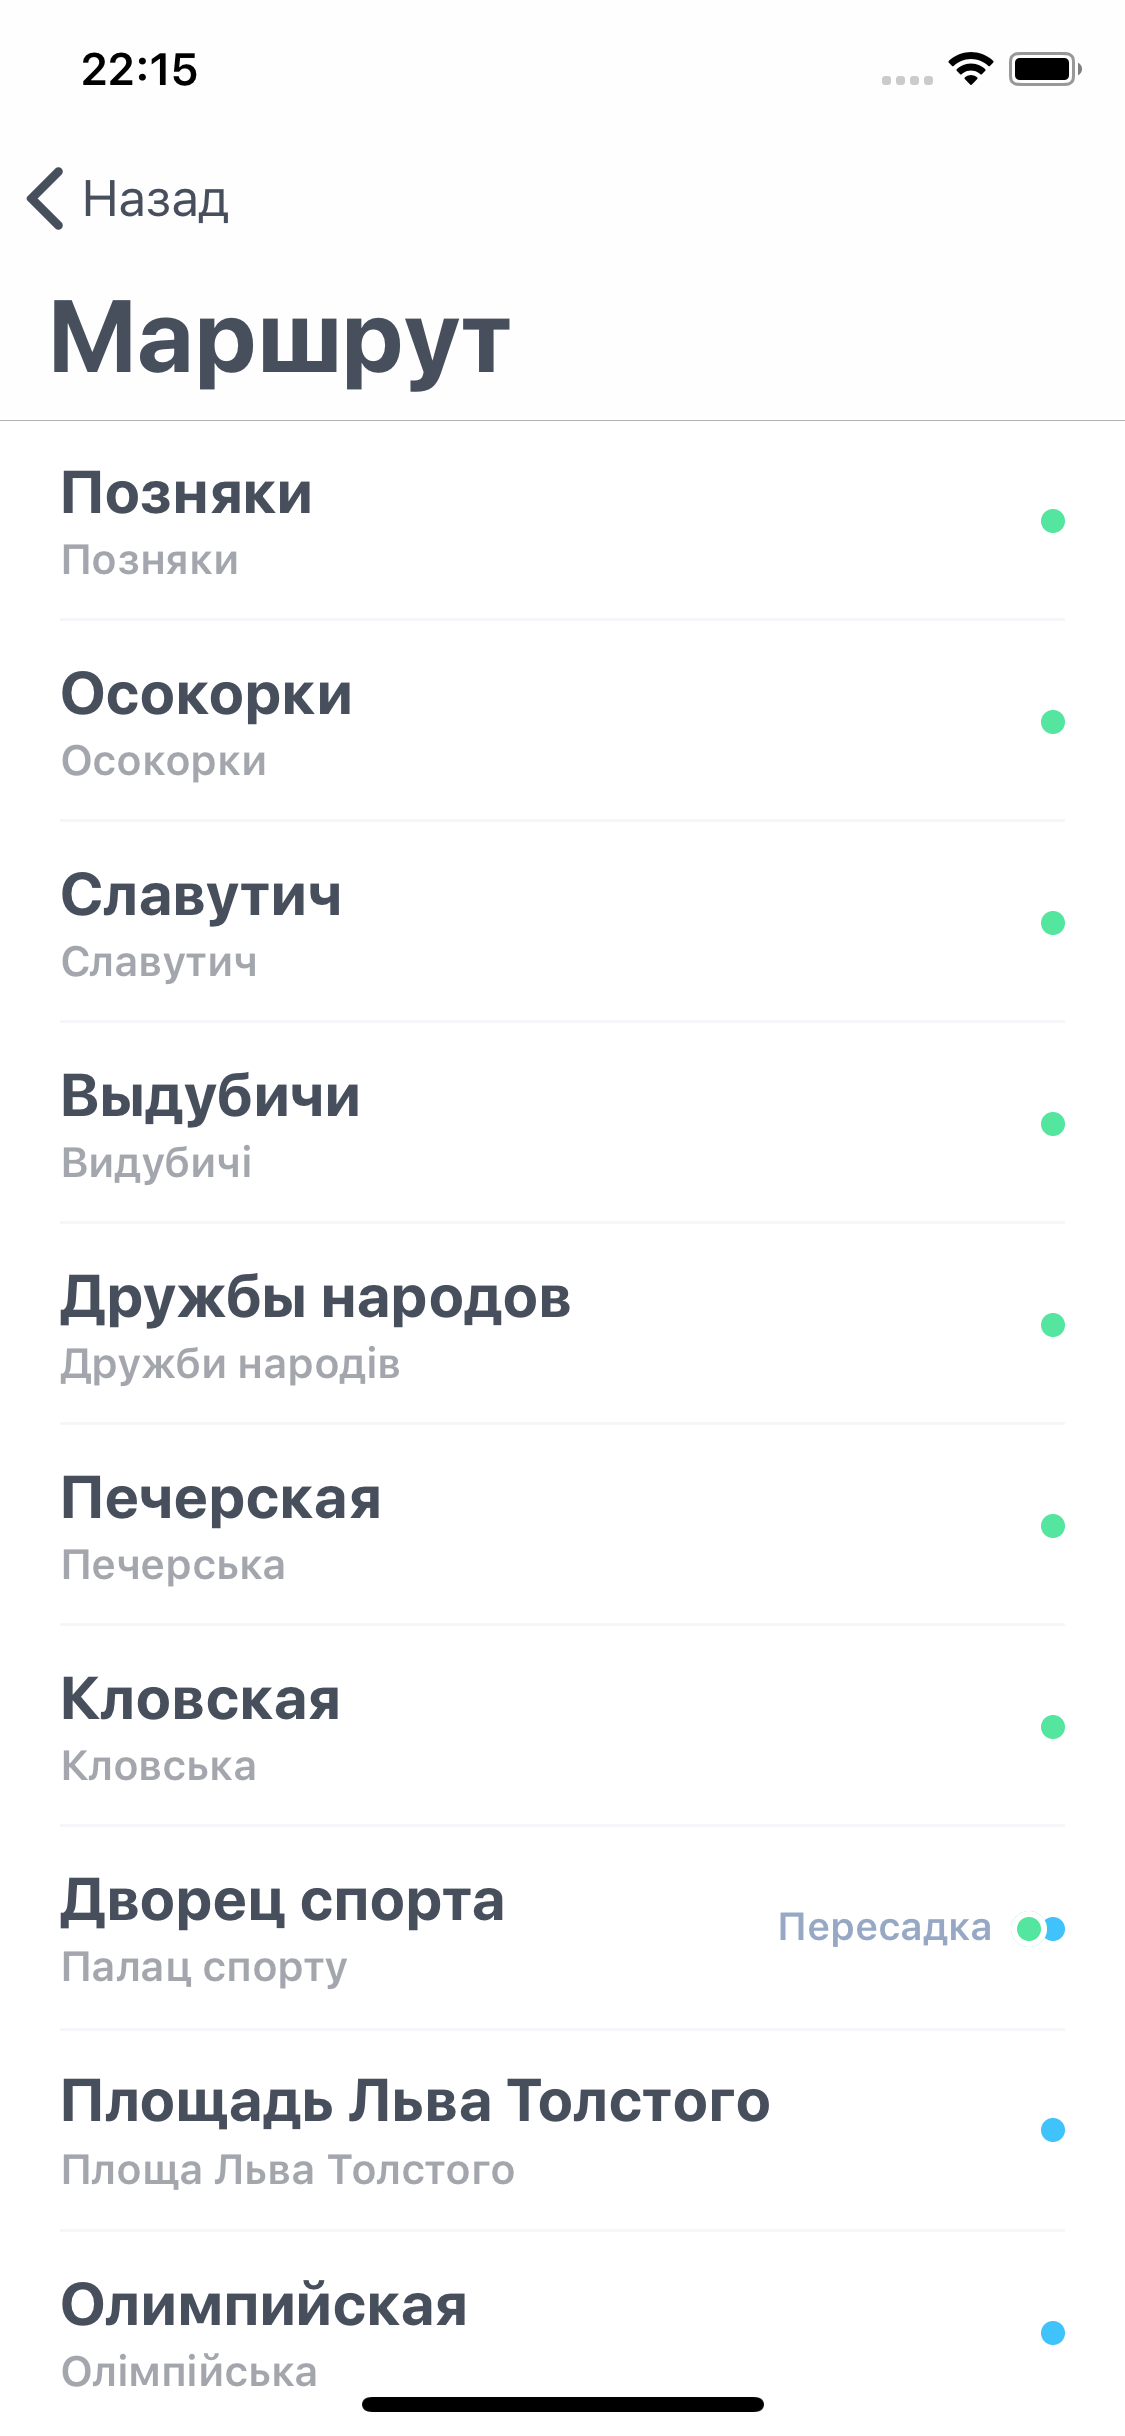 22:15
Назад
Маршрут
Позняки
Позняки
Осокорки
Осокорки
Славутич
Славутич
Выдубичи
Видубичі
Дружбы народов
Дружби народів
Печерская
Печерська
Кловская
Кловська
Дворец спорта
Пересадка
Палац спорту
Площадь Льва Толстого
Площа Льва Толстого
Олимпийская
Олімпійська